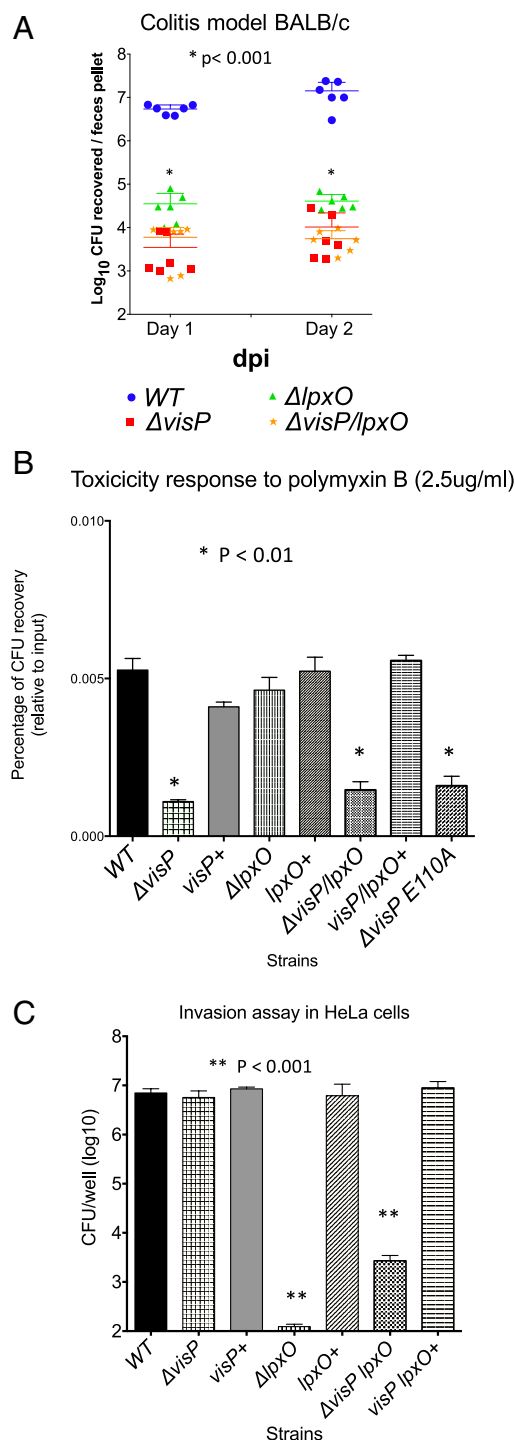 A
Colitis model BALB/c
* p< 0.001
Log10 CFU recovered / feces pellet
7
6
5
4
3
2
*
*
Day 1
Day 2
dpi
WT
ΔlpxO
ΔvisP
ΔvisP/lpxO
B
Toxicicity response to polymyxin B (2.5ug/ml)
* P < 0.01
Percentage of CFU recovery
(relative to input)
0.010
0.005
0.000
*
*
*
WT
ΔvisP
visP+
ΔlpxO
lpxO+
ΔvisP/lpxO
visP/lpxO+
ΔvisP E110A
Strains
C
Invasion assay in HeLa cells
** P < 0.001
CFU/well (log10)
8
7
6
5
4
3
2
**
**
WT
ΔvisP
visP+
ΔlpxO
lpxO+
ΔvisP lpxO
visP lpxO+
Strains